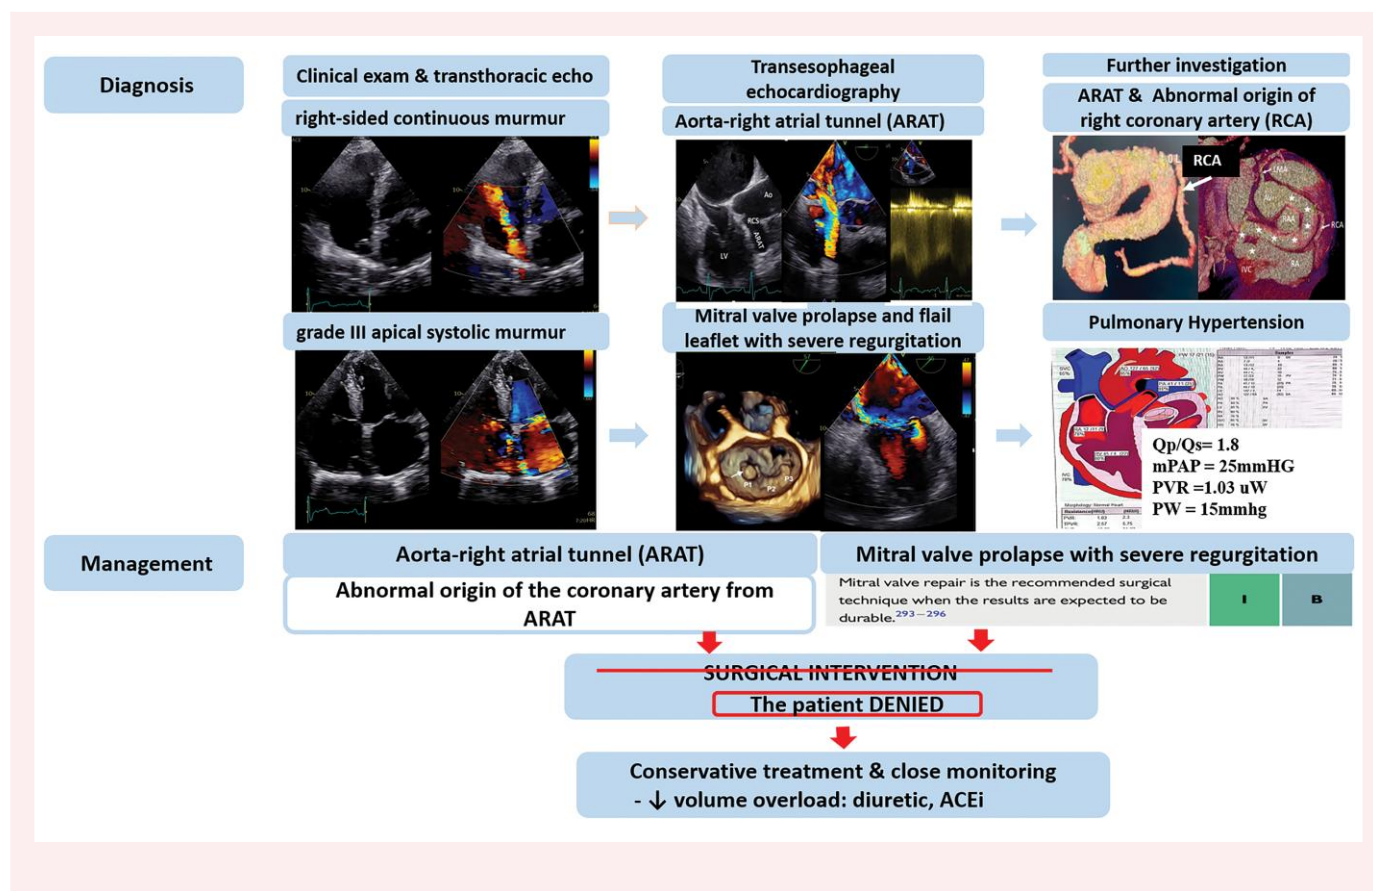 Diagnosis
Clinical exam & transthoracic echo
right-sided continuous murmur
Transesophageal
echocardiography
Aorta-right atrial tunnel (ARAT)
Further investigation
ARAT & Abnormal origin of
right coronary artery (RCA)
Ao
RCS
ARAT
LV
RCA
LMA
RAA
RCA
RA
IVC
grade III apical systolic murmur
Mitral valve prolapse and flail
leaflet with severe regurgitation
Pulmonary Hypertension
P1
P2
P3
Qp/Qs= 1.8
mPAP = 25mmHG
PVR =1.03 uW
PW = 15mmhg
Management
Aorta-right atrial tunnel (ARAT)
Abnormal origin of the coronary artery from
ARAT
Mitral valve prolapse with severe regurgitation
Mitral valve repair is the recommended surgical
technique when the results are expected to be
durable.293–296
I
B
SURGICAL INTERVENTION
The patient DENIED
Conservative treatment & close monitoring
- ↓ volume overload: diuretic, ACEi